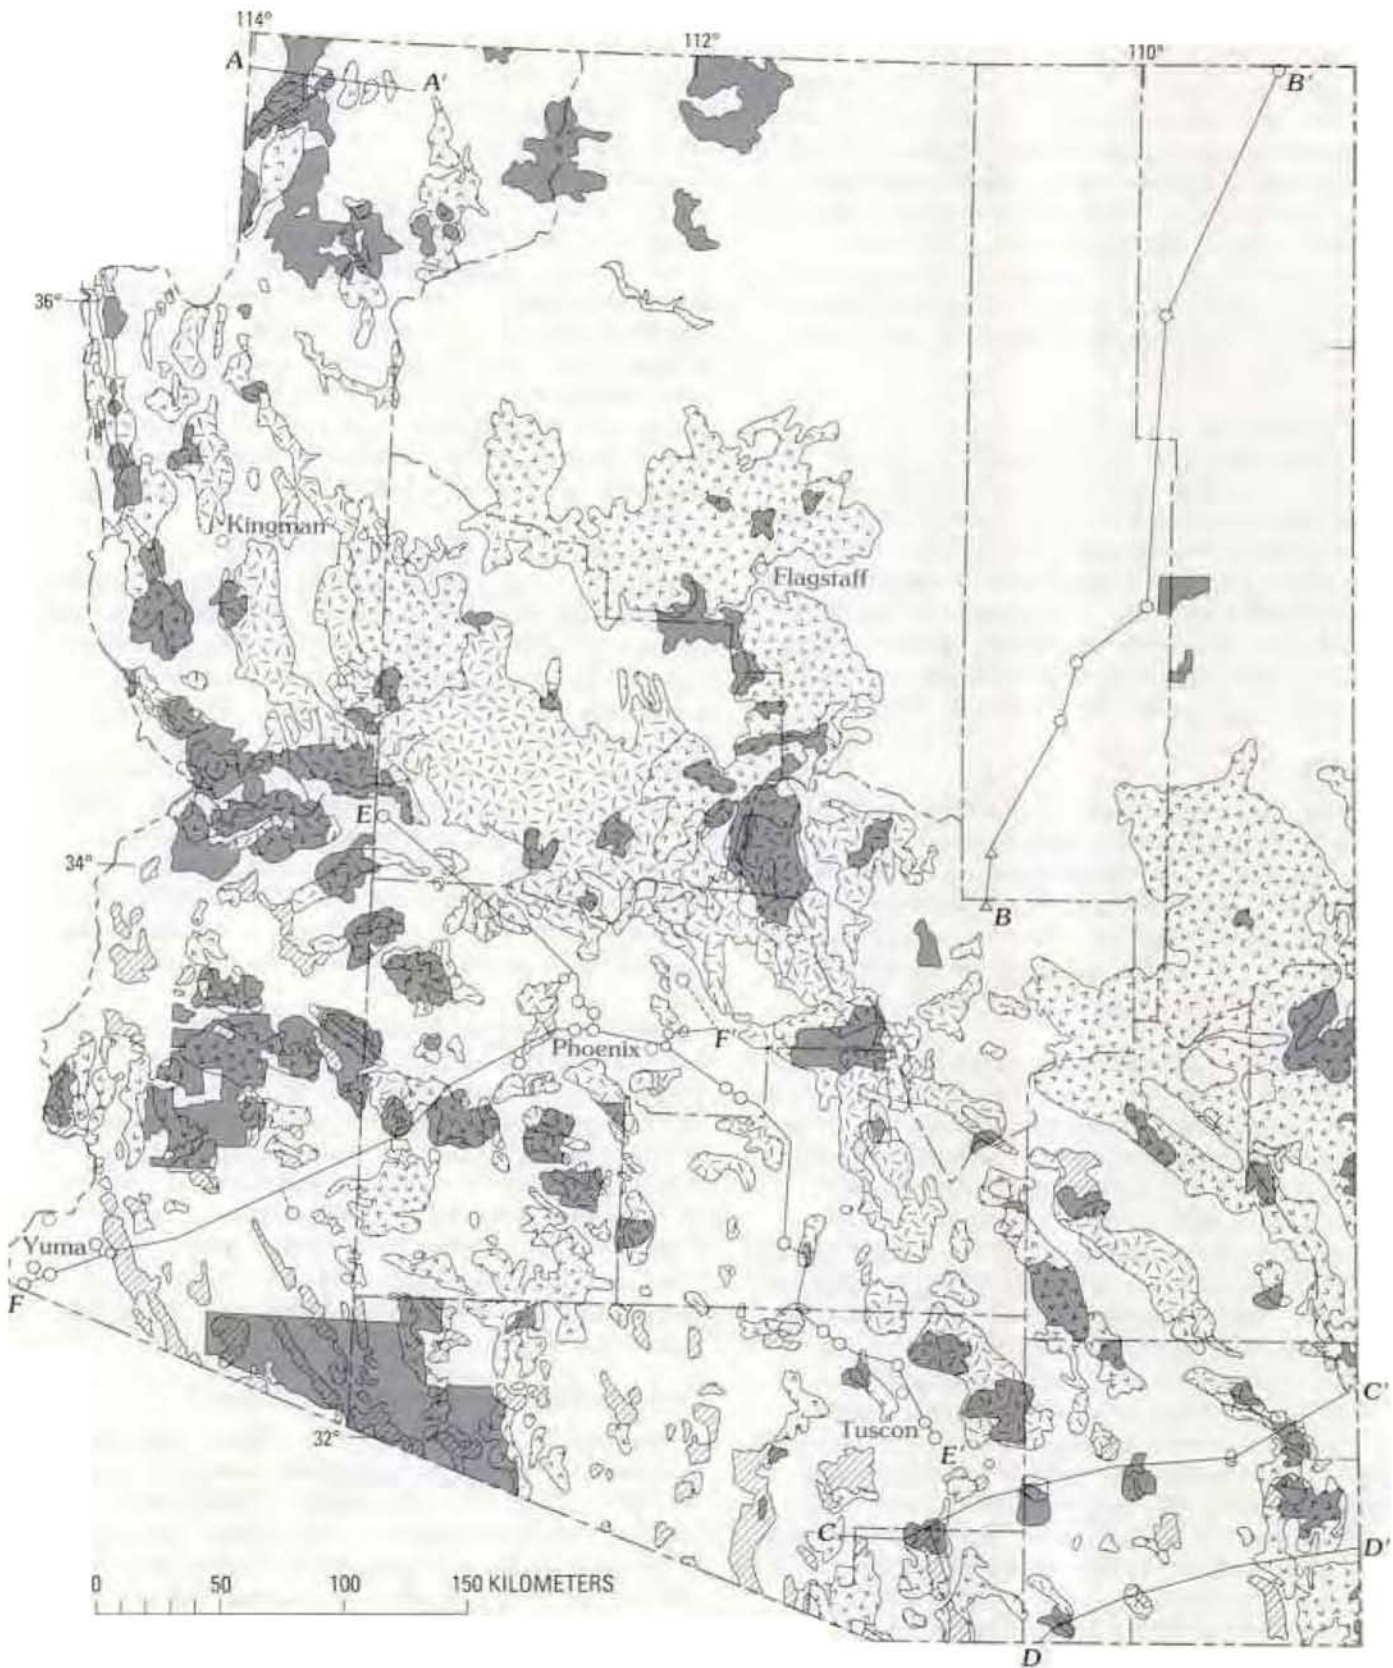 114°
112°
110°
A
A'
B'
36°
Kingman
Flagstaff
E
34°
B
Phoenix
F'
Yuma
F
C'
32°
Tuscon
E'
C
D'
0 50 100 150 KILOMETERS
D